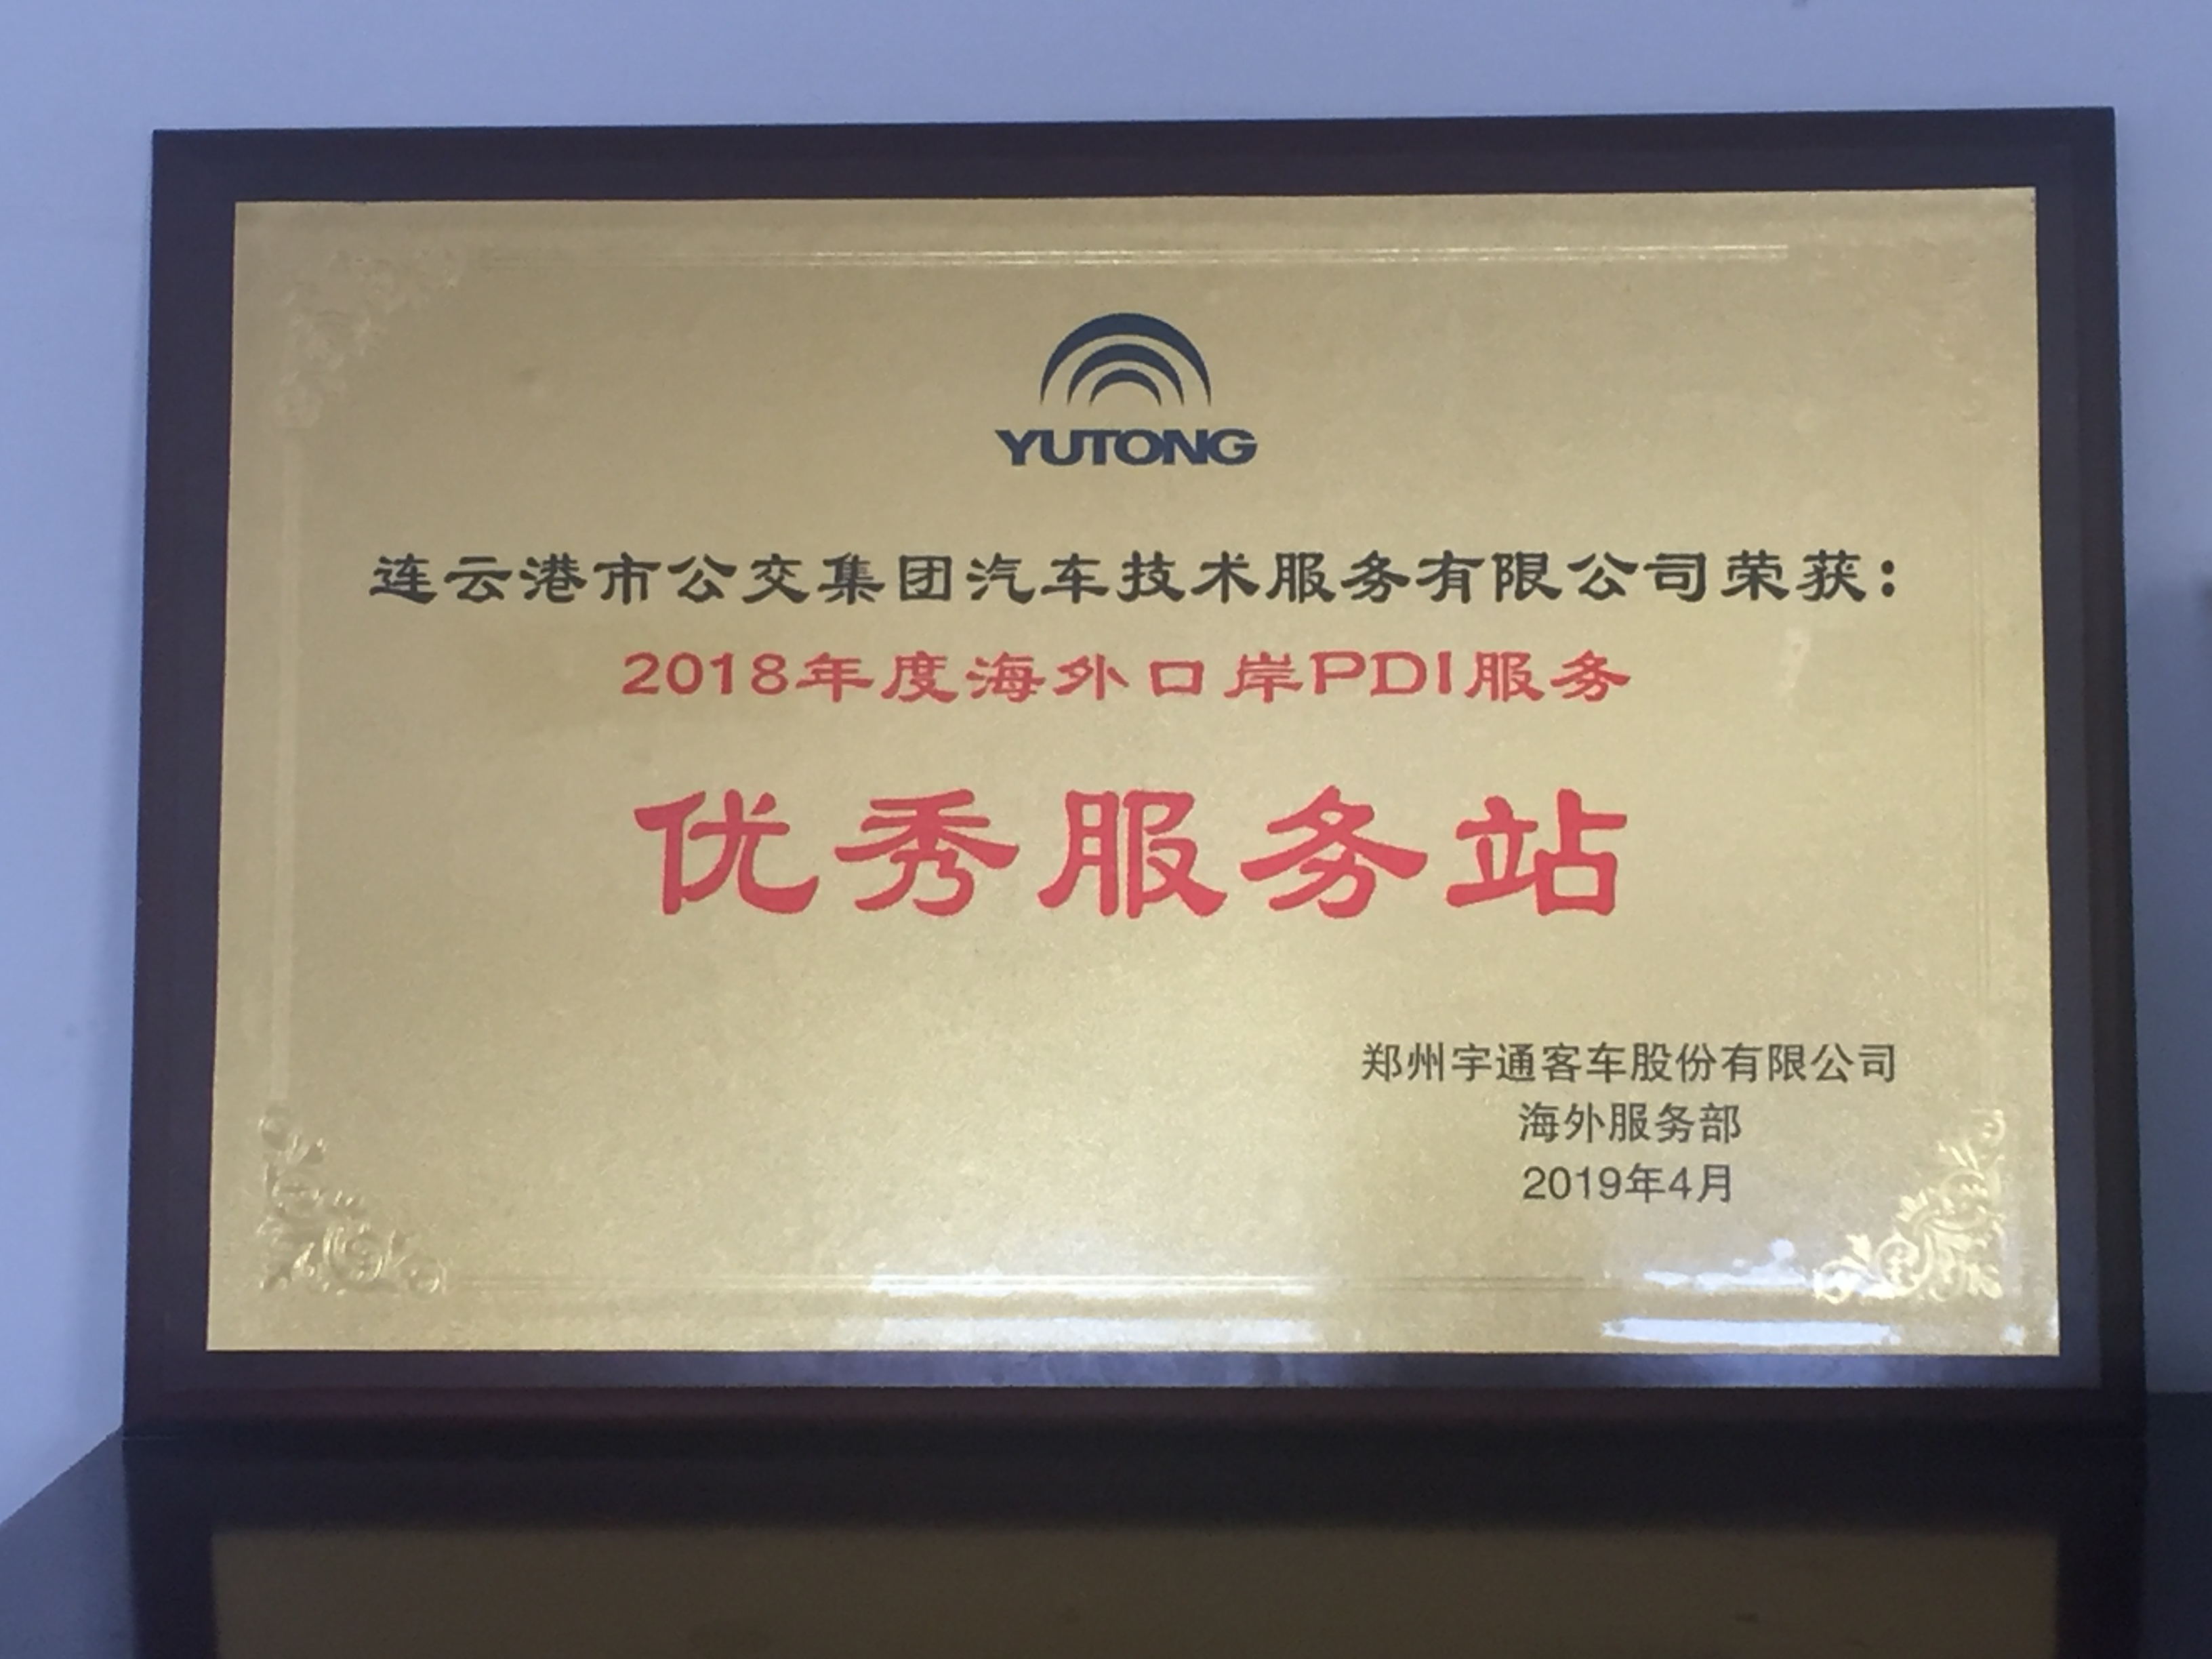 YUTONG
连云港市公交集团汽车技术服务有限公司荣获：
2018年度海外口岸PDI服务
优秀服务站
郑州宇通客车股份有限公司
海外服务部
2019年4月